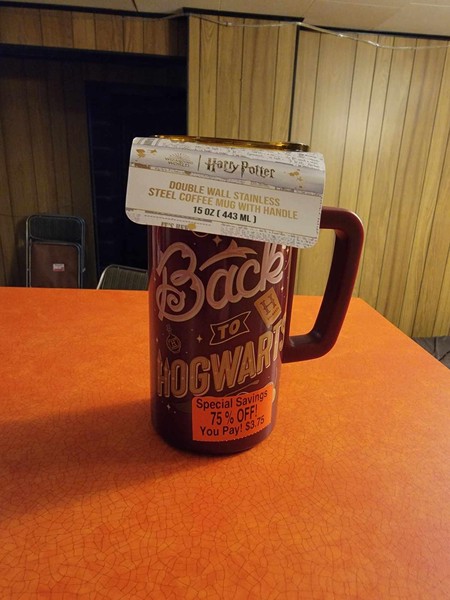 Harry Potter
DOUBLE WALL STAINLESS
STEEL COFFEE MUG WITH HANDLE
15 OZ ( 443 ML )
Back
TO
H
HOGWARTS
Special Savings
75% OFF!
You Pay! $3.75